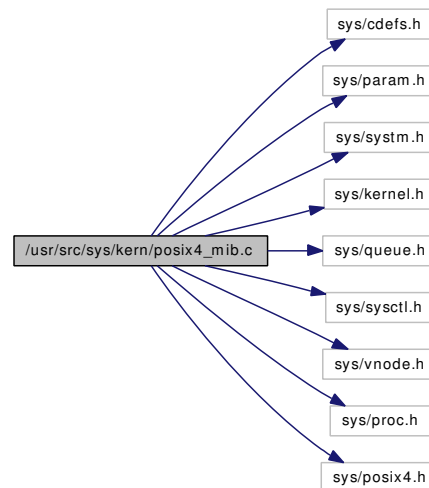 sys/cdefs.h
sys/param.h
sys/systm.h
sys/kernel.h
/usr/src/sys/kern/posix4_mib.c
sys/queue.h
sys/sysctl.h
sys/vnode.h
sys/proc.h
sys/posix4.h